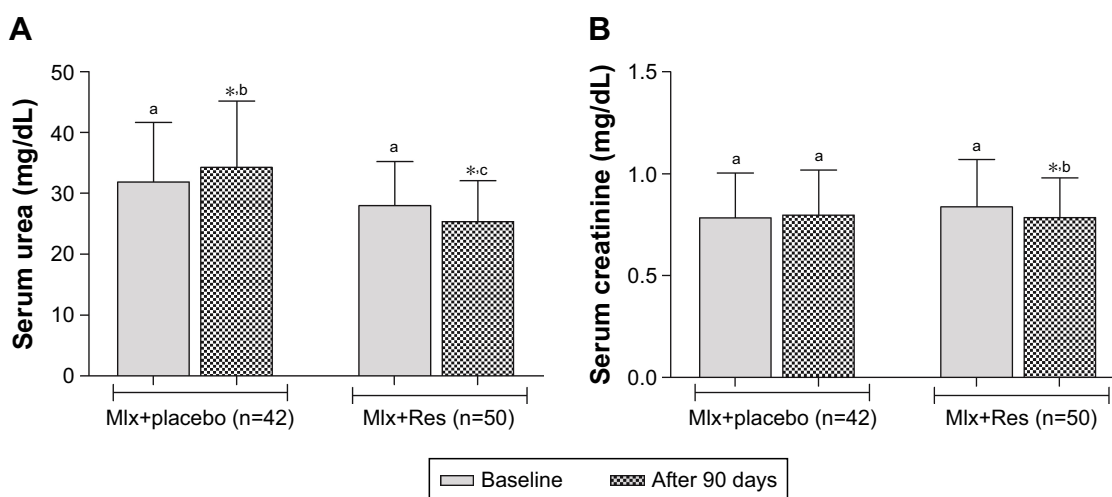 A
Serum urea (mg/dL)
50
40
30
20
10
0
a
*,b
a
*,c
Mlx+placebo (n=42)
Mlx+Res (n=50)
B
Serum creatinine (mg/dL)
1.5
1.0
0.5
0.0
a
a
a
*,b
Mlx+placebo (n=42)
Mlx+Res (n=50)
Baseline
After 90 days